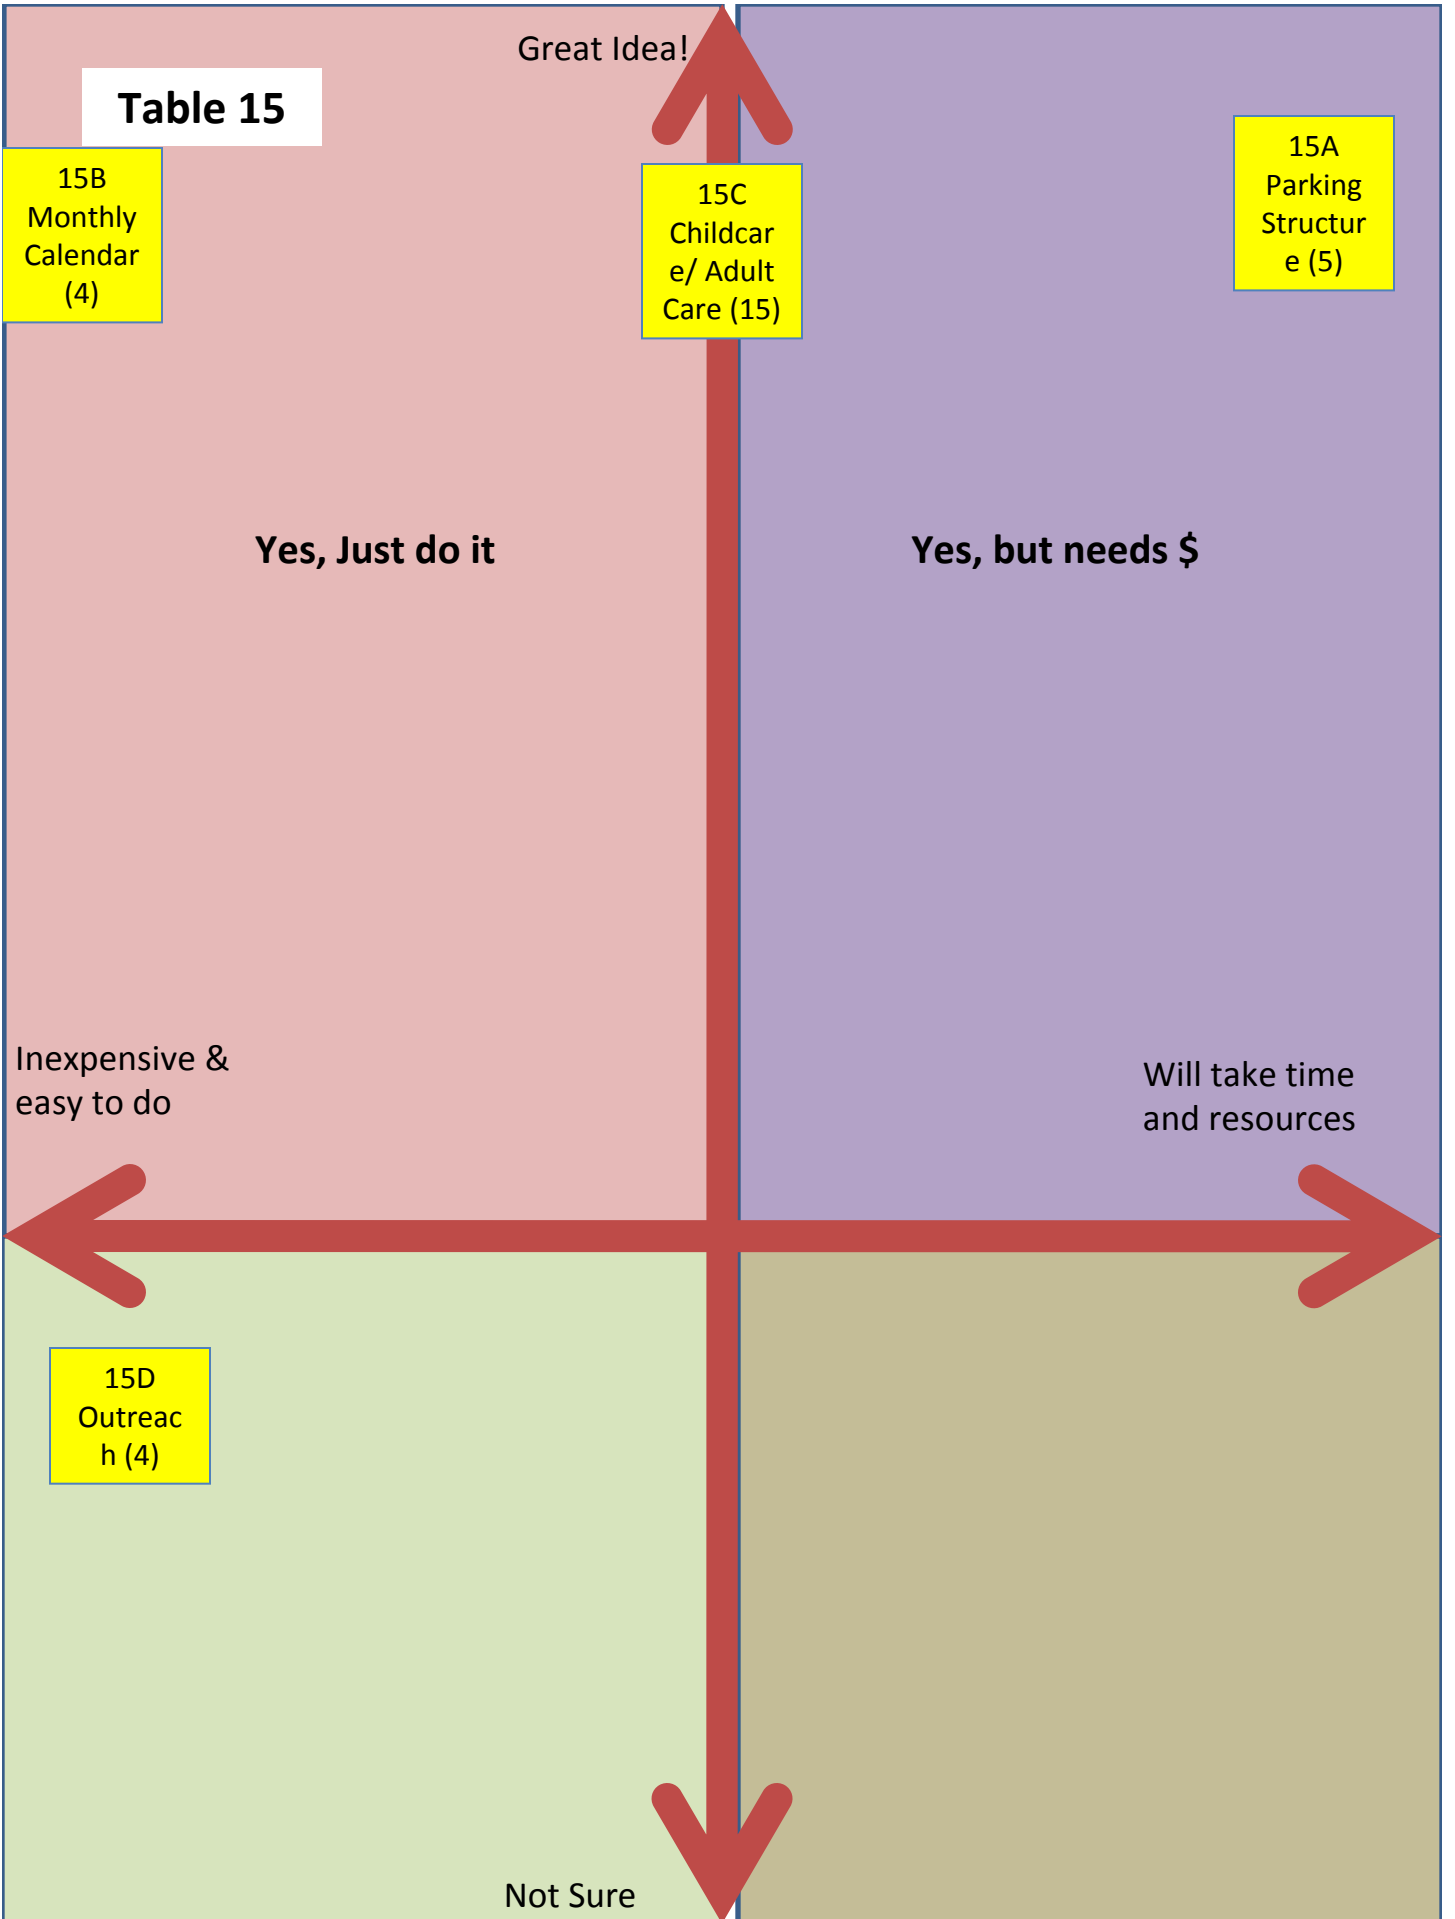 Great Idea!
Table 15
15B
Monthly
Calendar
(4)
15C
Childcar
e/ Adult
Care (15)
15A
Parking
Structur
e (5)
Yes, Just do it
Yes, but needs $
Inexpensive &
easy to do
Will take time
and resources
15D
Outreac
h (4)
Not Sure